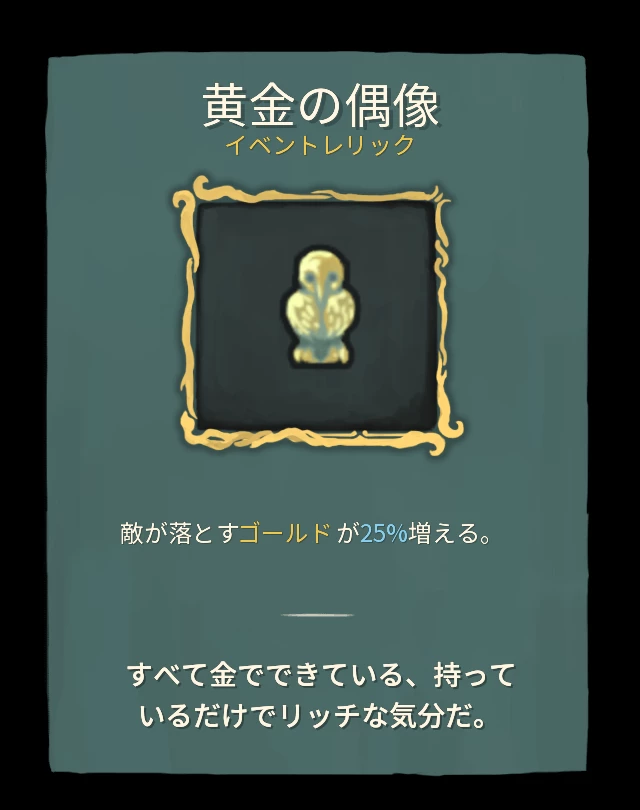 黄金の偶像
イベントレリック
敵が落とすゴールド が25%増える。
すべて金でできている、持って
いるだけでリッチな気分だ。